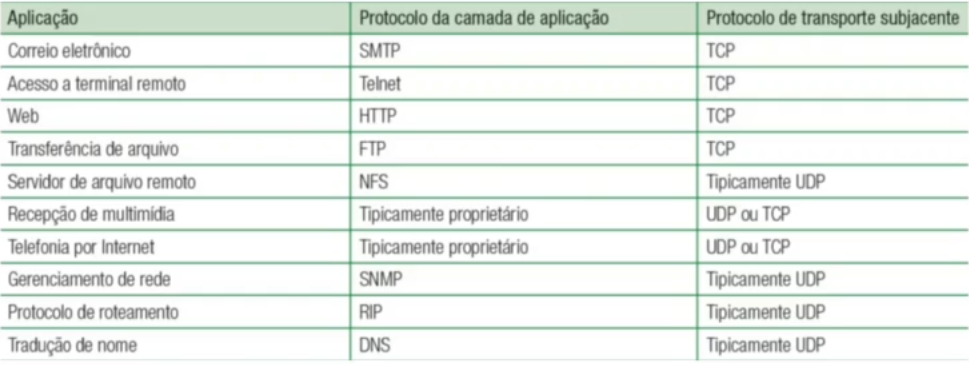 Aplicação Protocolo da camada de aplicação Protocolo de transporte subjacente
Correio eletrônico SMTP TCP
Acesso a terminal remoto Telnet TCP
Web HTTP TCP
Transferência de arquivo FTP TCP
Servidor de arquivo remoto NFS Tipicamente UDP
Recepção de multimídia Tipicamente proprietário UDP ou TCP
Telefonia por Internet Tipicamente proprietário UDP ou TCP
Gerenciamento de rede SNMP Tipicamente UDP
Protocolo de roteamento RIP Tipicamente UDP
Tradução de nome DNS Tipicamente UDP